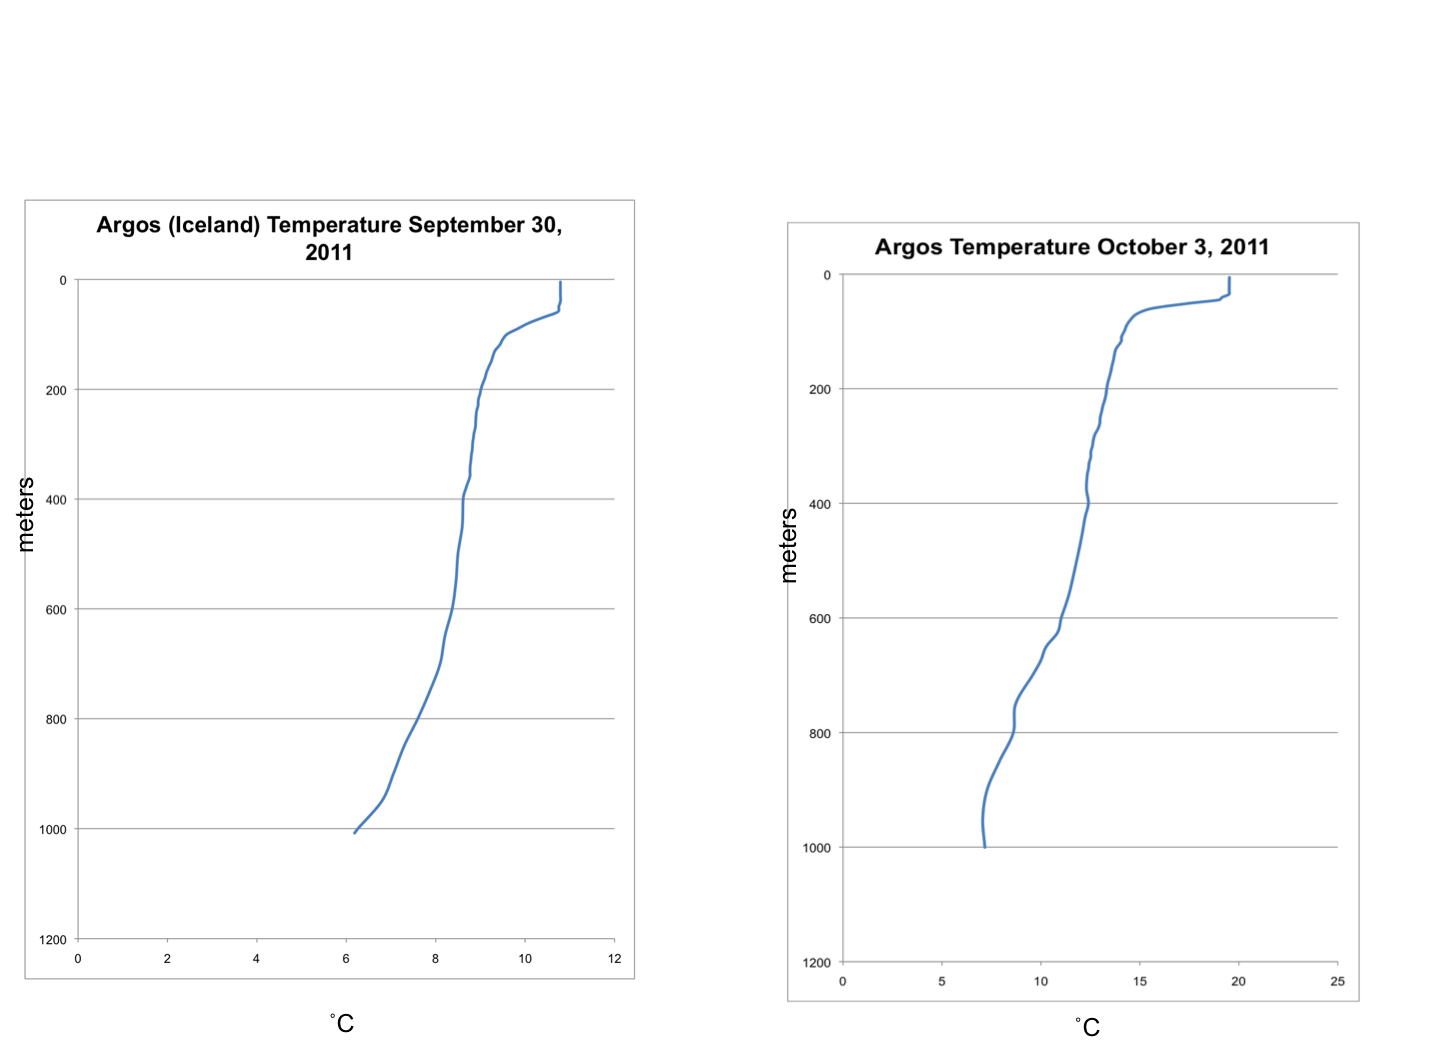 Argos (Iceland) Temperature September 30,
2011
0
200
400
600
800
1000
1200
0 2 4 6 8 10 12
meters
˚C
Argos Temperature October 3, 2011
0
200
400
600
800
1000
1200
0 5 10 15 20 25
meters
˚C